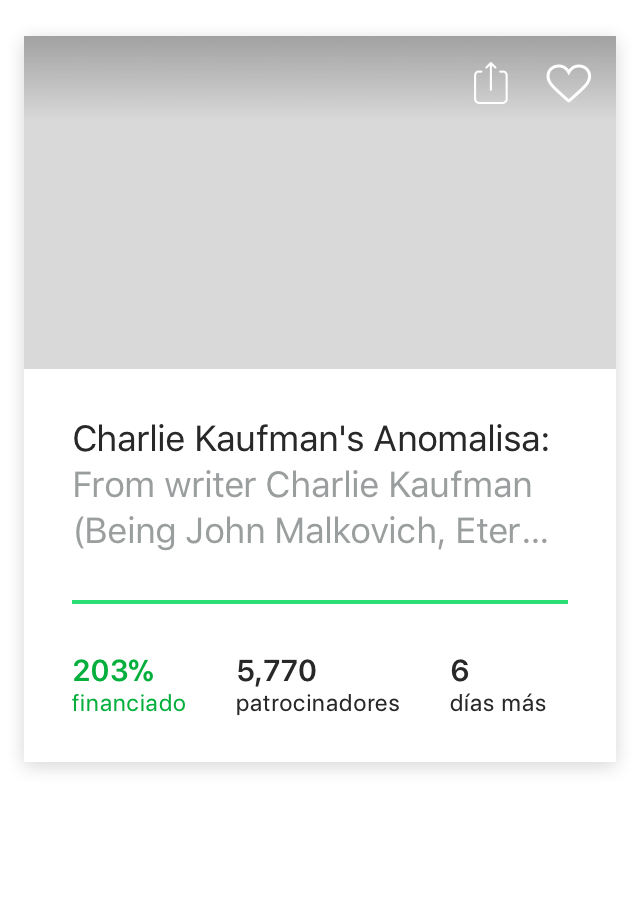 Charlie Kaufman's Anomalisa:
From writer Charlie Kaufman
(Being John Malkovich, Eter...
203% 5,770 6
financiado patrocinadores días más